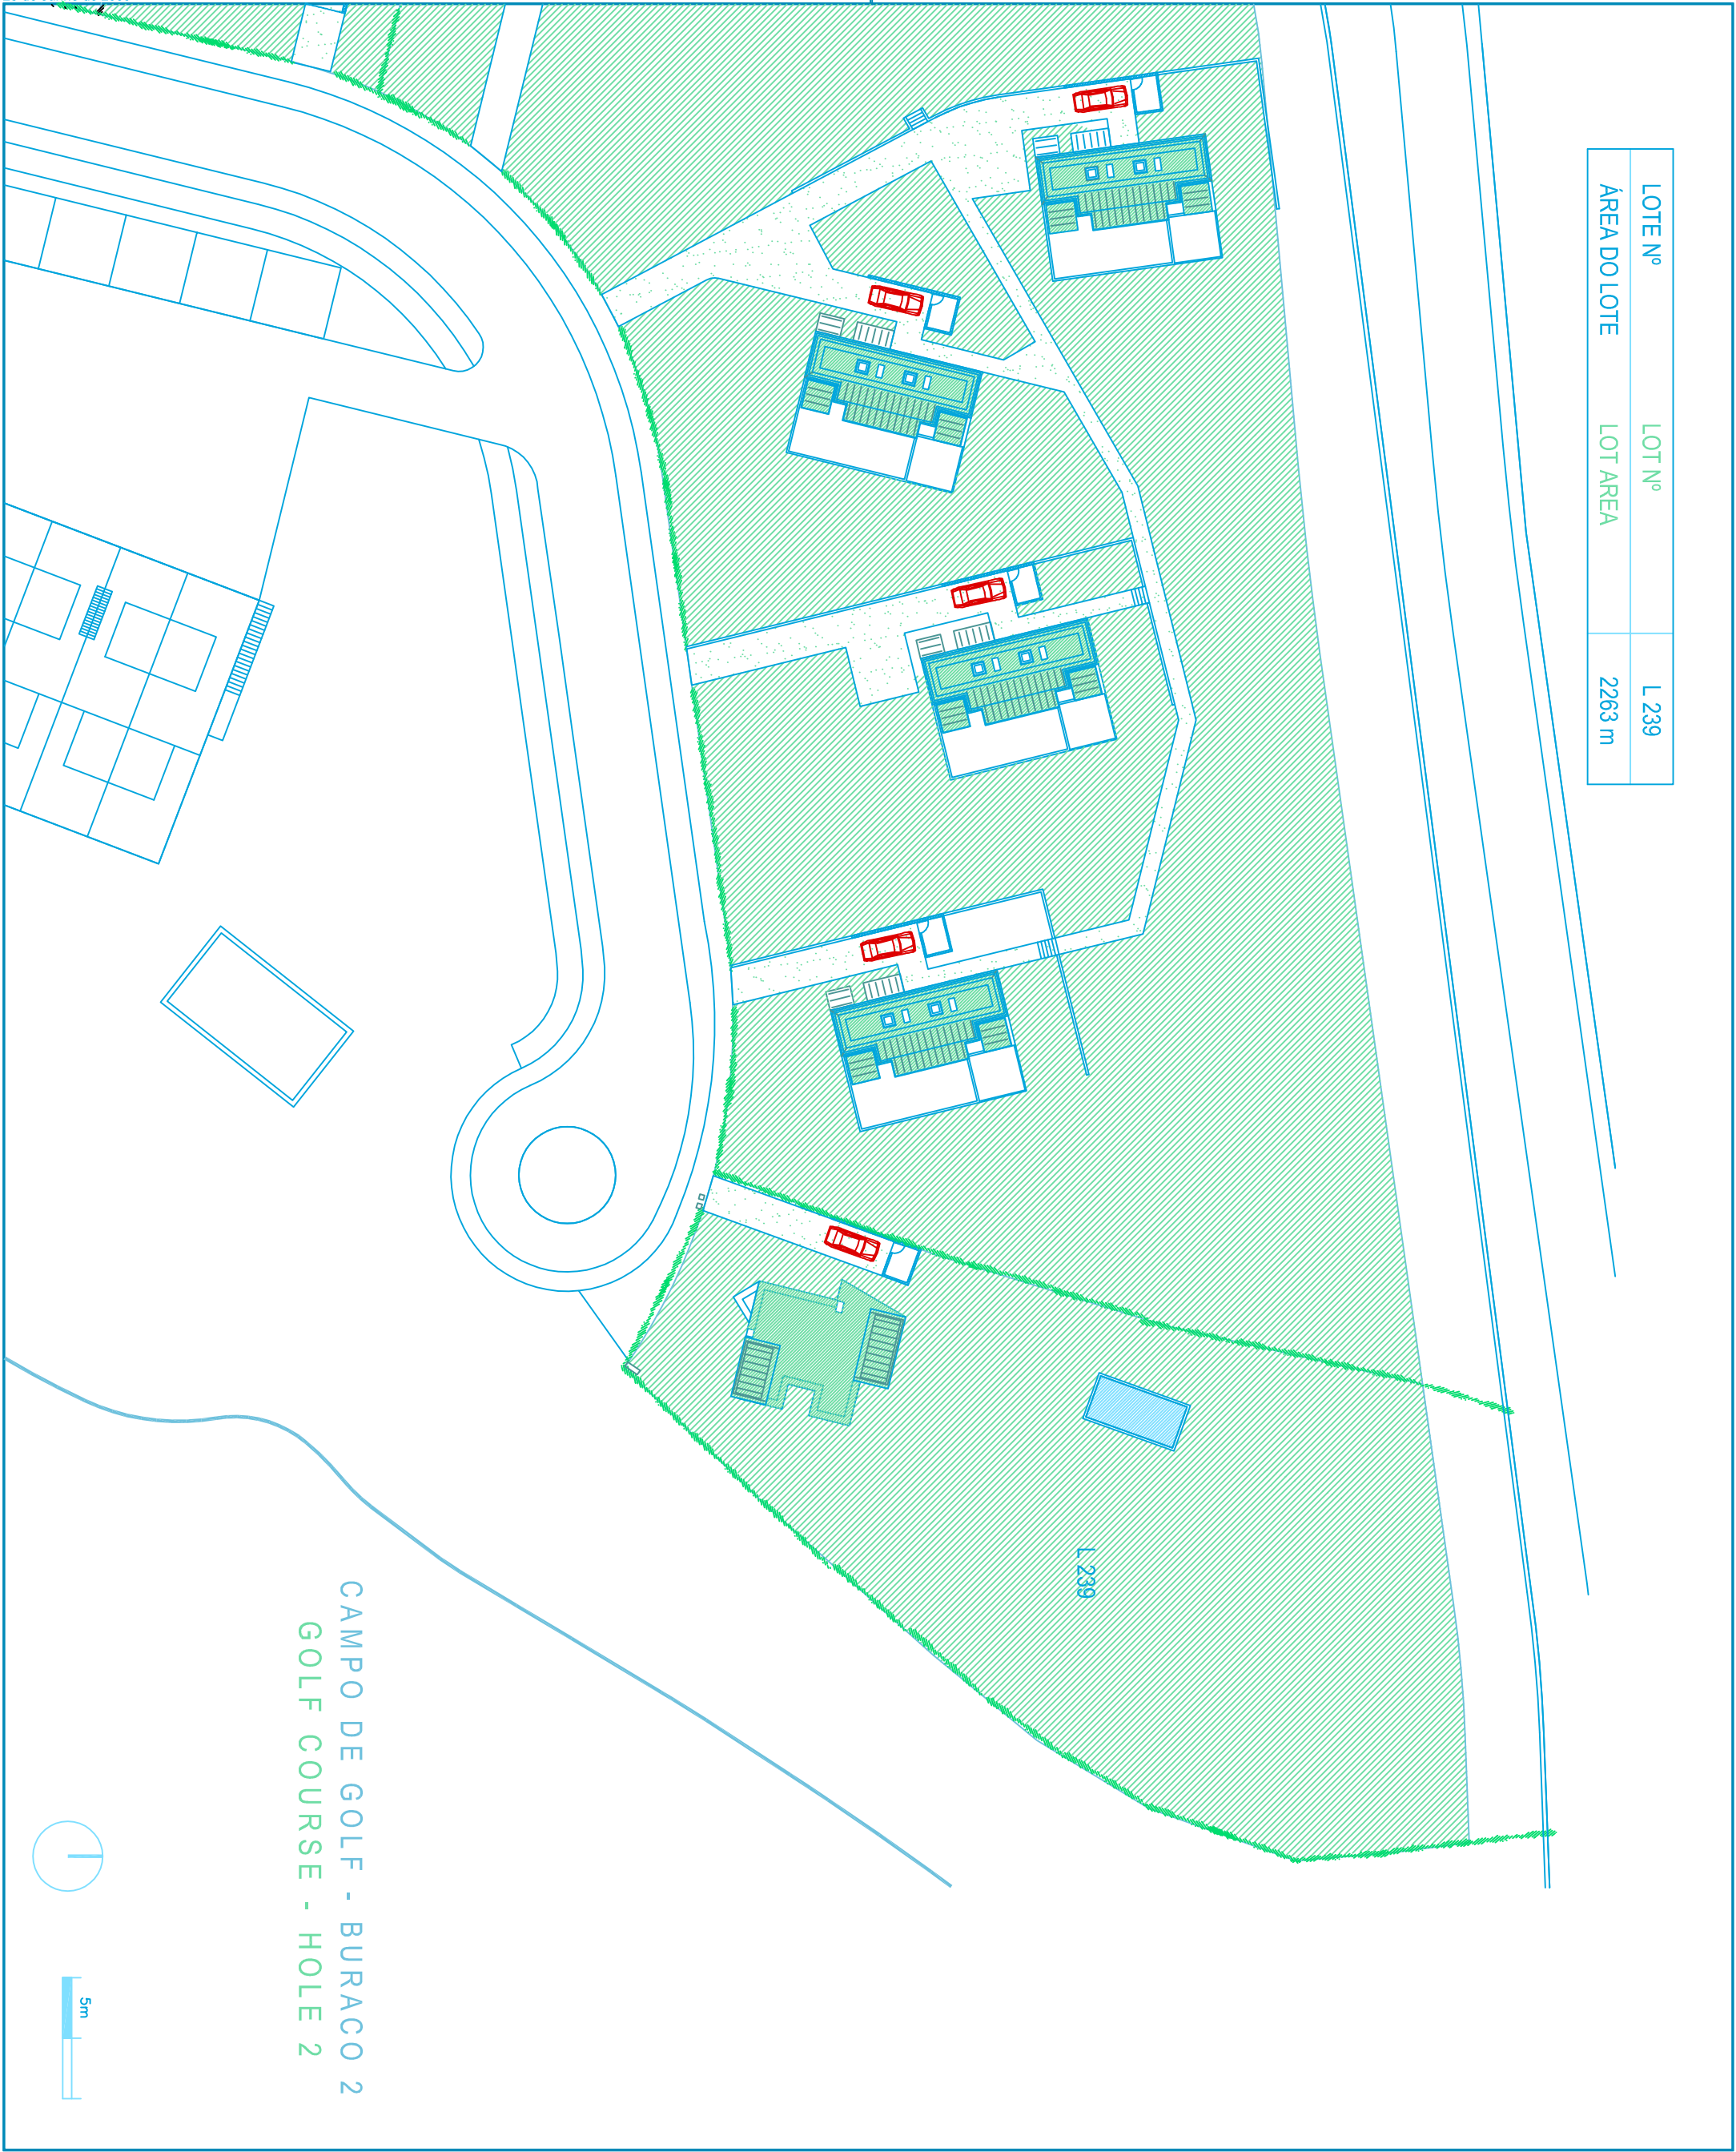 LOTE Nº LOT Nº L 239
ÁREA DO LOTE LOT AREA 2263 m
L 239
CAMPO DE GOLF - BURACO 2
GOLF COURSE - HOLE 2
5m